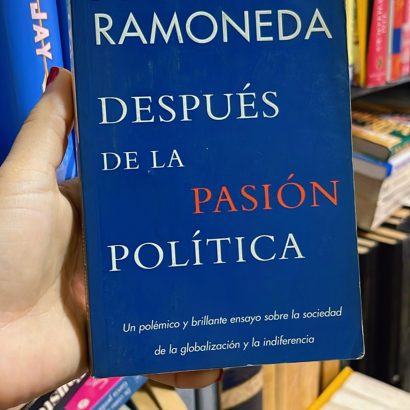 RAMONEDA
DESPUÉS
DE LA
PASIÓN
POLÍTICA
Un polémico y brillante ensayo sobre la sociedad
de la globalización y la indiferencia